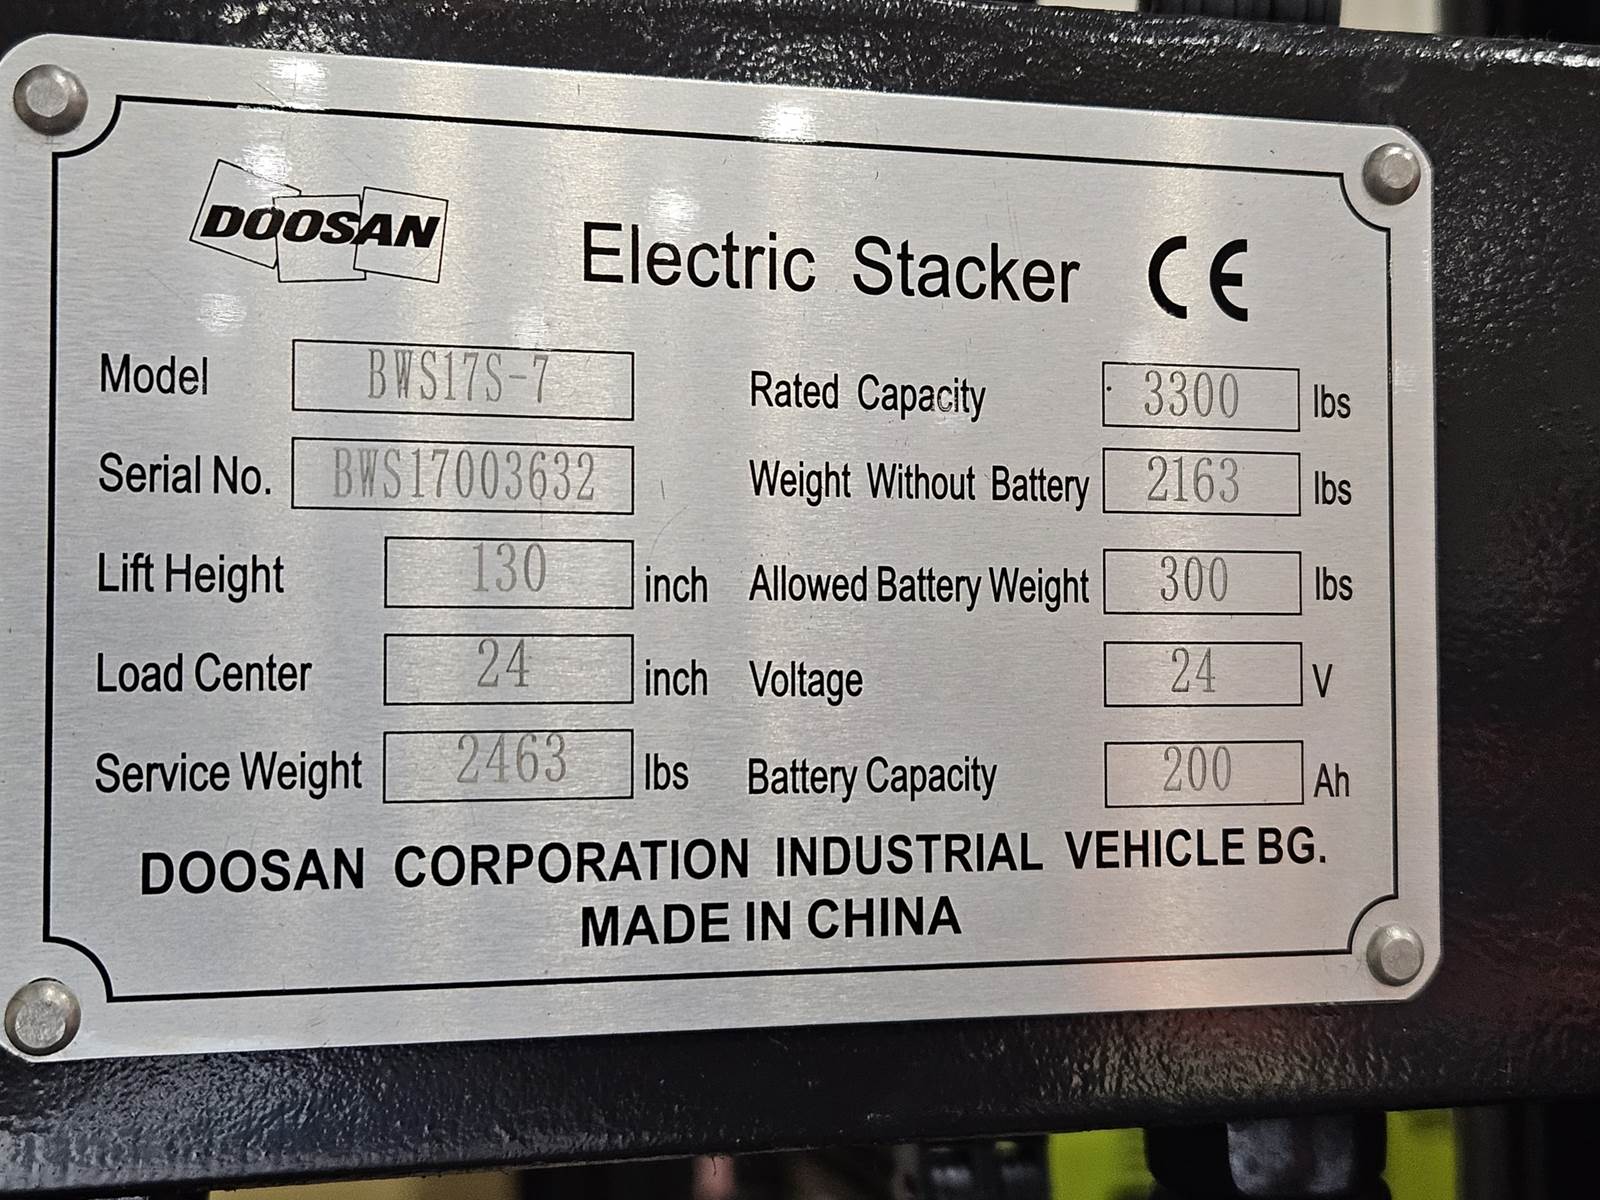 DOOSAN Electric Stacker CE
Model BWS17S-7 Rated Capacity 3300 lbs
Serial No. BWS17003632 Weight Without Battery 2163 lbs
Lift Height 130 inch Allowed Battery Weight 300 lbs
Load Center 24 inch Voltage 24 V
Service Weight 2463 lbs Battery Capacity 200 Ah
DOOSAN CORPORATION INDUSTRIAL VEHICLE BG.
MADE IN CHINA